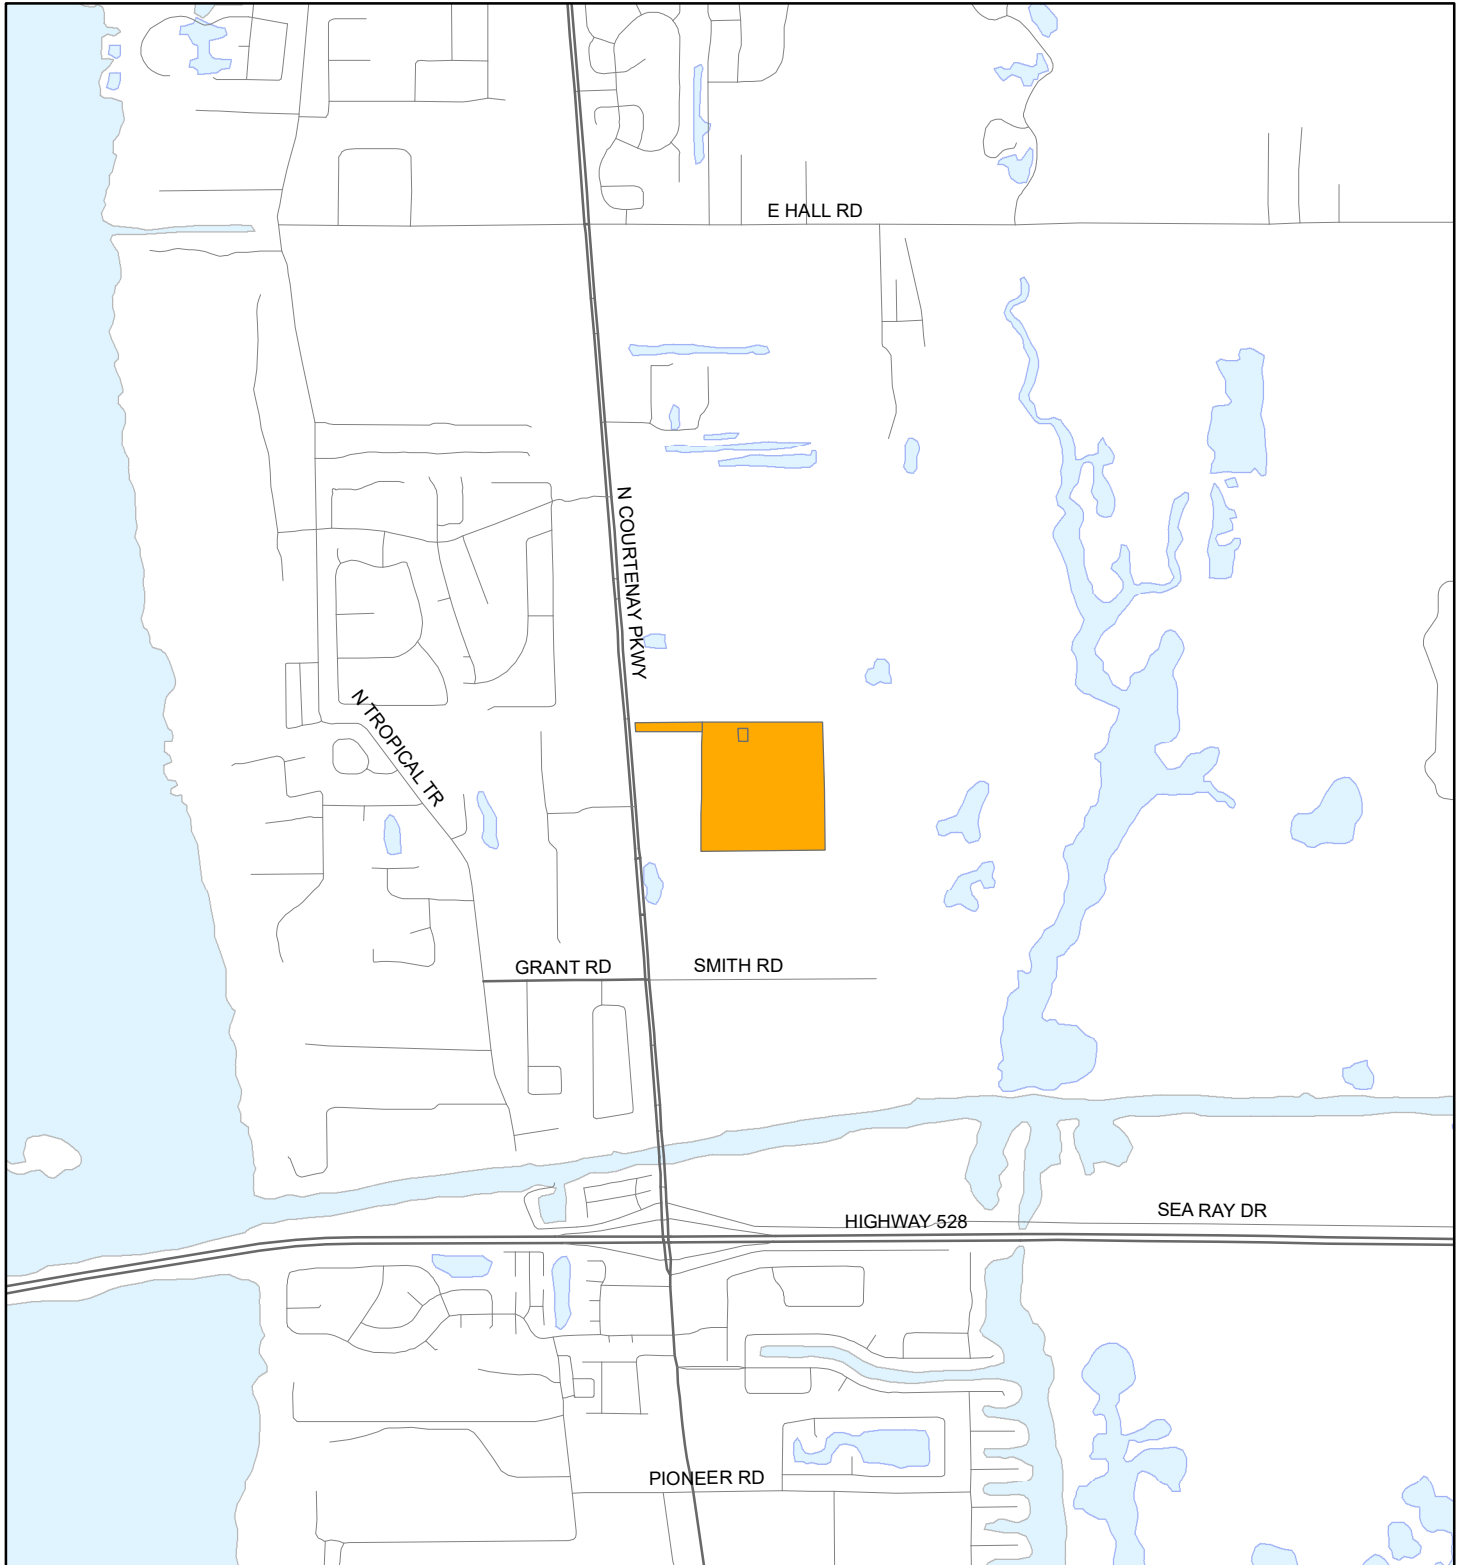 E HALL RD
N COURTENAY PKWY
N TROPICAL TR
GRANT RD
SMITH RD
SEA RAY DR
HIGHWAY 528
PIONEER RD